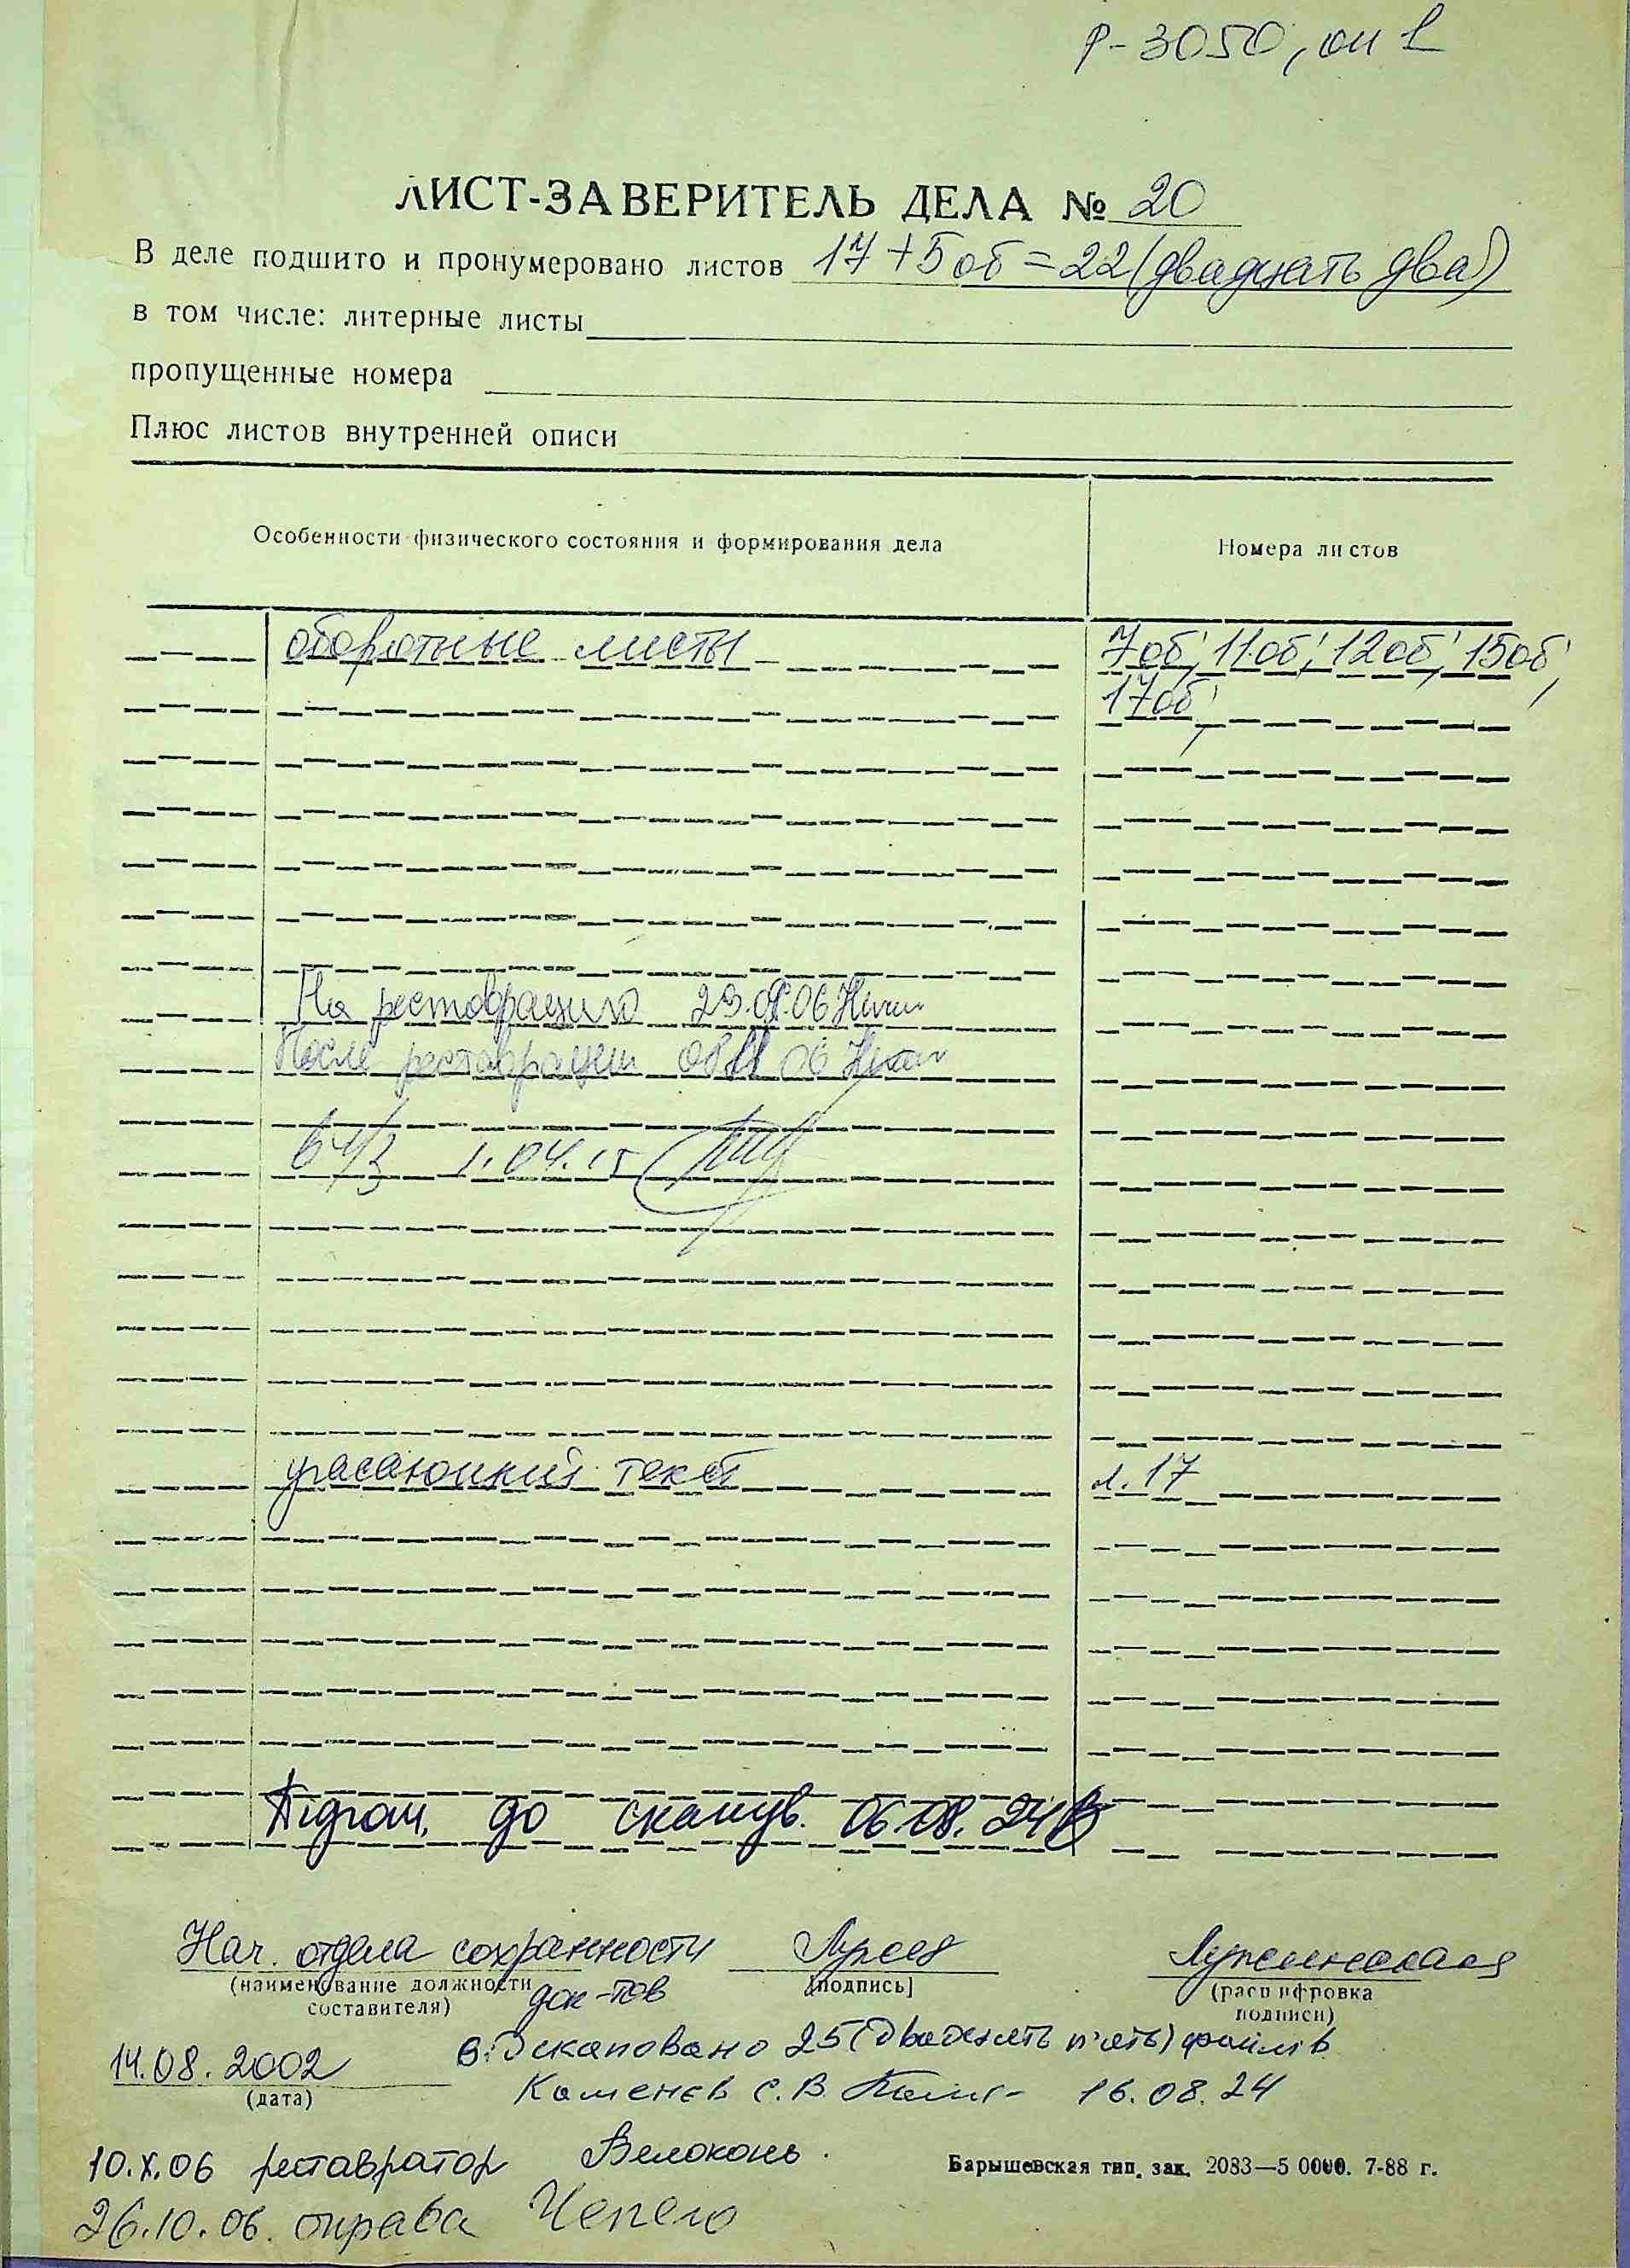 Р-3050, оп 1
ЛИСТ-ЗАВЕРИТЕЛЬ ДЕЛА № 20
В деле подшито и пронумеровано листов 17+5об=22(двадцать два)
в том числе: литерные листы
пропущенные номера
Плюс листов внутренней описи
Особенности физического состояния и формирования дела
Номера листов
оборотные листы
7об, 11об, 12об, 15об,
17об,
На реставрацию 06
После реставрации 06
1.04.15
угасающий текст
л. 17
Підгот. до сканув. 06.08.24
Нач. отдела сохранности
док-тов
(наименование должности
составителя)
[подпись]
(расшифровка
подписи)
14.08.2002
(дата)
Відскановано 25 (двадцять п'ять) файлів
Каменєв С.В. 16.08.24
10.X.06 реставратор Белоконь
26.10.06. оправа Чепего
Барышевская тип. зак. 2083—5 0000. 7-88 г.